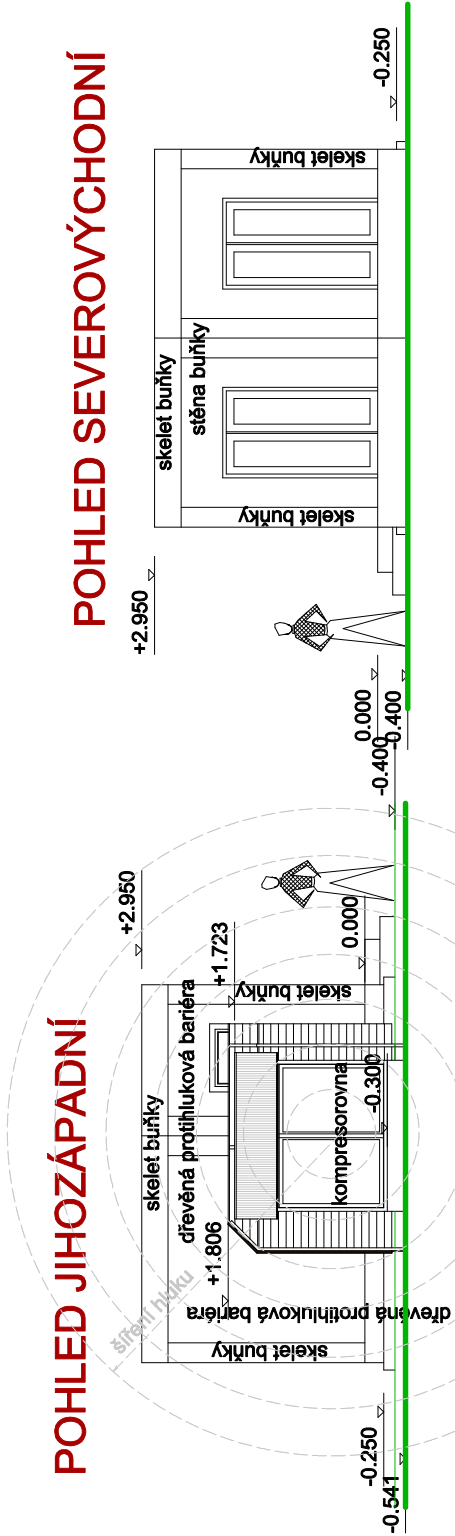 POHLED JIHOZÁPADNÍ
+2.950
skelet buňky
dřevěná protihluková bariéra
+1.723
+1.806
skelet buňky
0.000
kompresorovna
-0.300
šíření hluku
dřevěná protihluková bariéra
skelet buňky
-0.250
-0.541
-0.400
POHLED SEVEROVÝCHODNÍ
+2.950
skelet buňky
stěna buňky
skelet buňky
skelet buňky
0.000
-0.400
-0.250